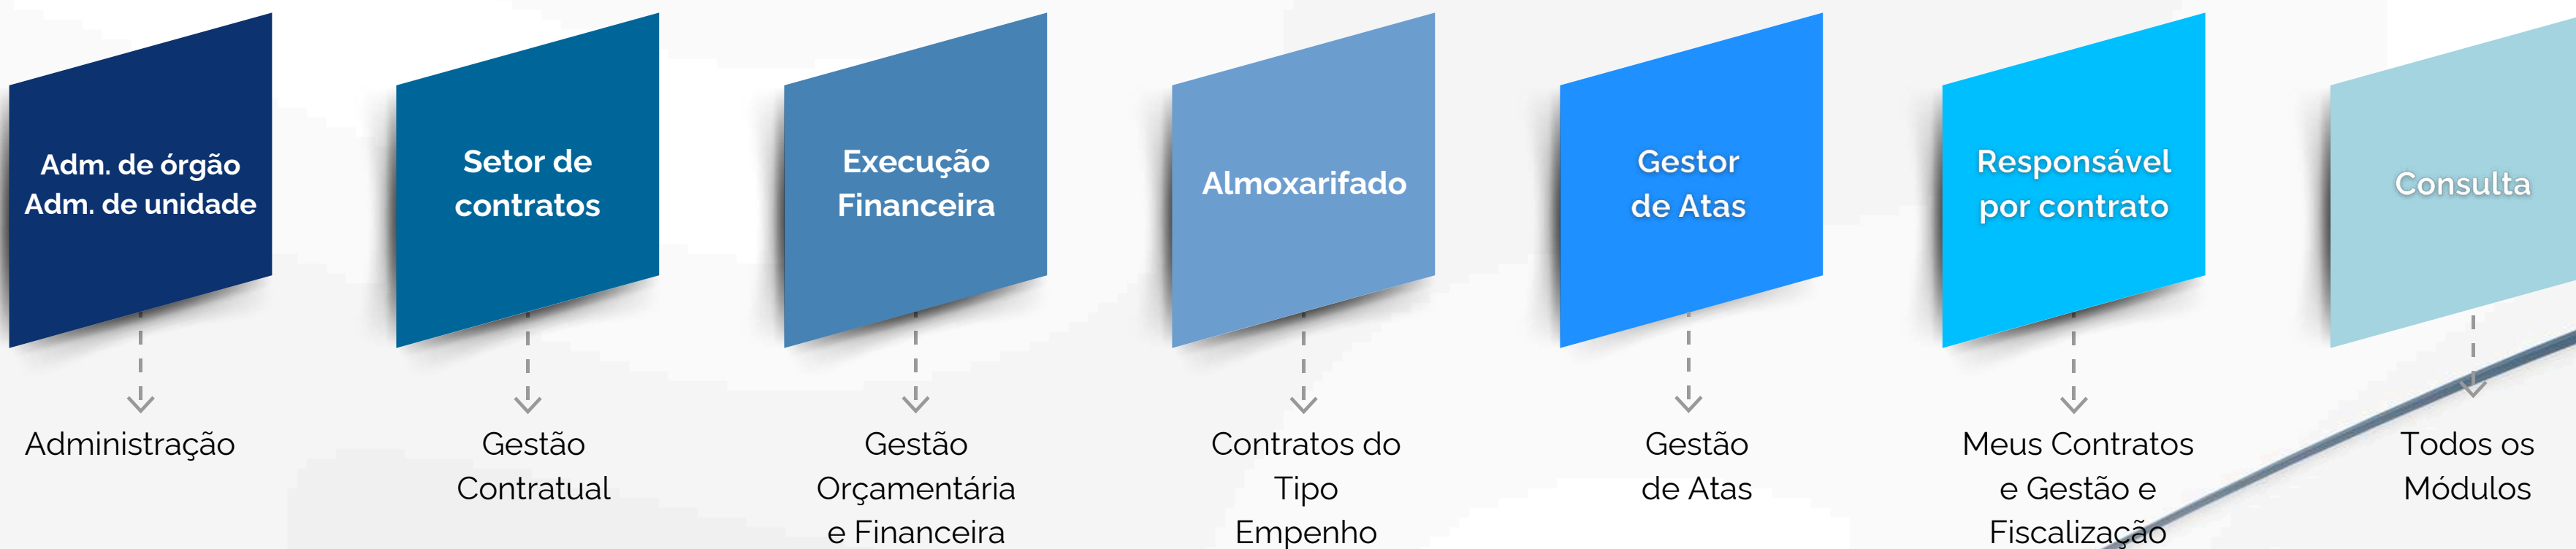 Adm. de órgão
Adm. de unidade
Setor de
contratos
Execução
Financeira
Almoxarifado
Gestor
de Atas
Responsável
por contrato
Consulta
Administração
Gestão
Contratual
Gestão
Orçamentária
e Financeira
Contratos do
Tipo
Empenho
Gestão
de Atas
Meus Contratos
e Gestão e
Fiscalização
Todos os
Módulos